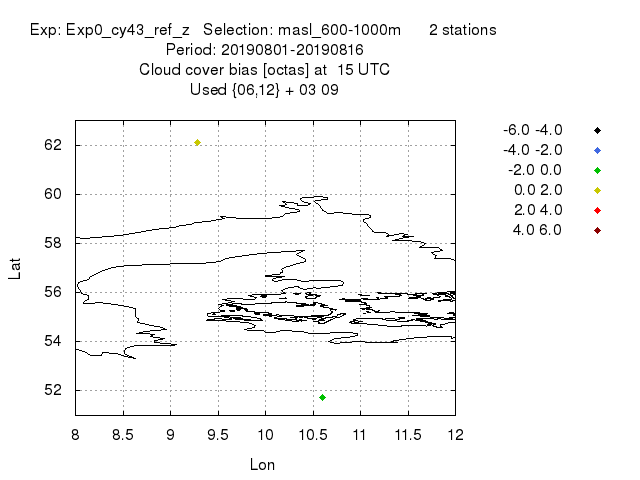 Exp: Exp0_cy43_ref_z Selection: masl_600-1000m 2 stations
Period: 20190801-20190816
Cloud cover bias [octas] at 15 UTC
Used {06,12} + 03 09
-6.0 -4.0
-4.0 -2.0
-2.0 0.0
0.0 2.0
2.0 4.0
4.0 6.0
62
60
58
56
54
52
Lat
8 8.5 9 9.5 10 10.5 11 11.5 12
Lon